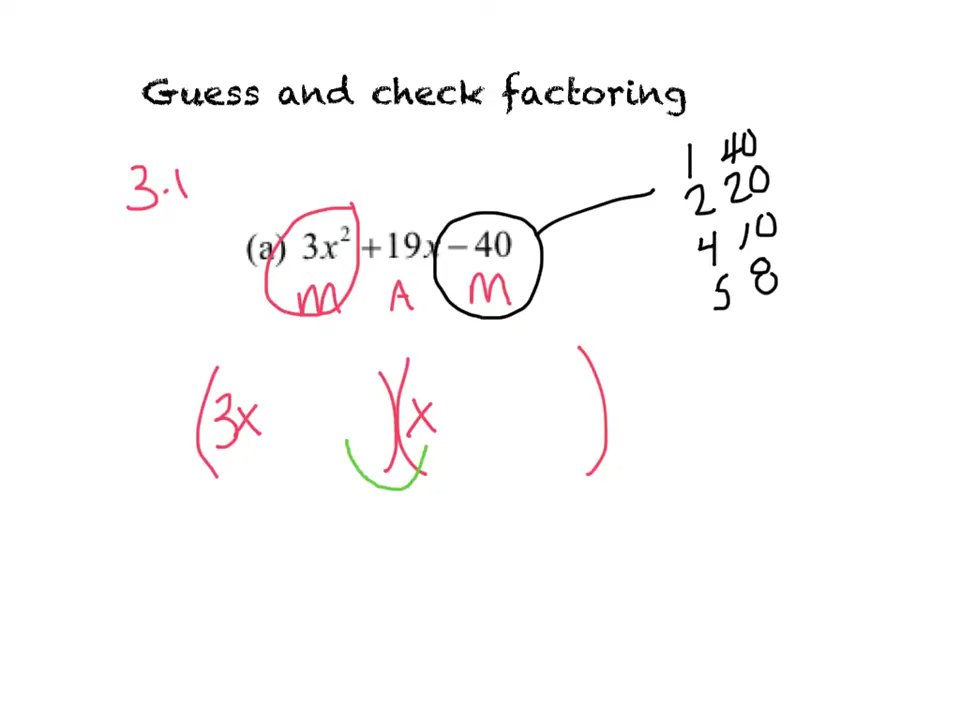 Guess and check factoring
3·1
(a) 3x² + 19x − 40
M A M
1 40
2 20
4 10
5 8
(3x )(x )